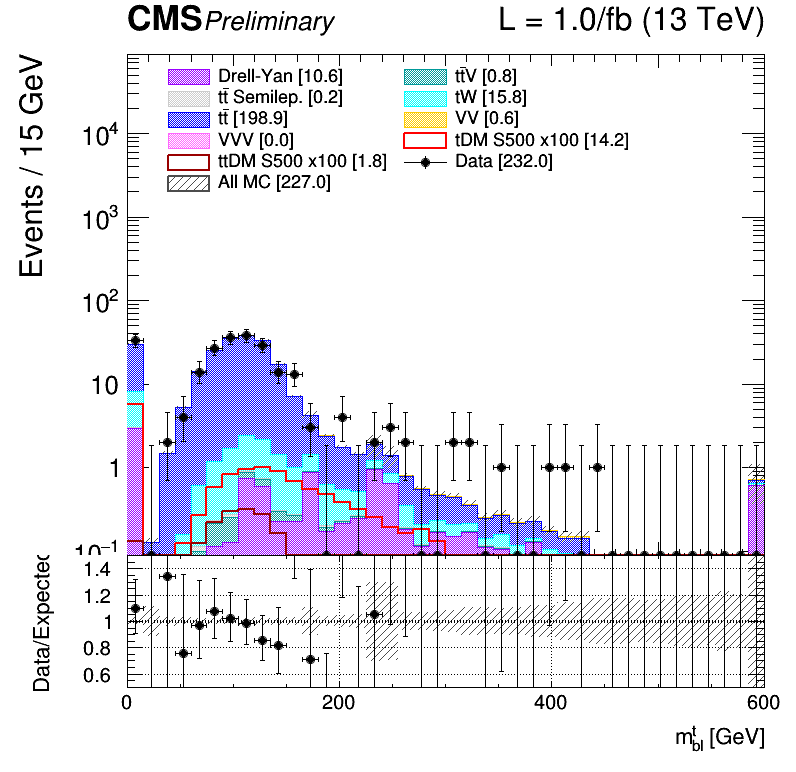 CMS Preliminary L = 1.0/fb (13 TeV)
Events / 15 GeV
Drell-Yan [10.6]
tt̄ Semilep. [0.2]
tt̄ [198.9]
VVV [0.0]
ttDM S500 x100 [1.8]
All MC [227.0]
tt̄V [0.8]
tW [15.8]
VV [0.6]
tDM S500 x100 [14.2]
Data [232.0]
10⁴
10³
10²
10
1
10⁻¹
Data/Expected
1.4
1.2
1
0.8
0.6
0 200 400 600
m^t_bl [GeV]